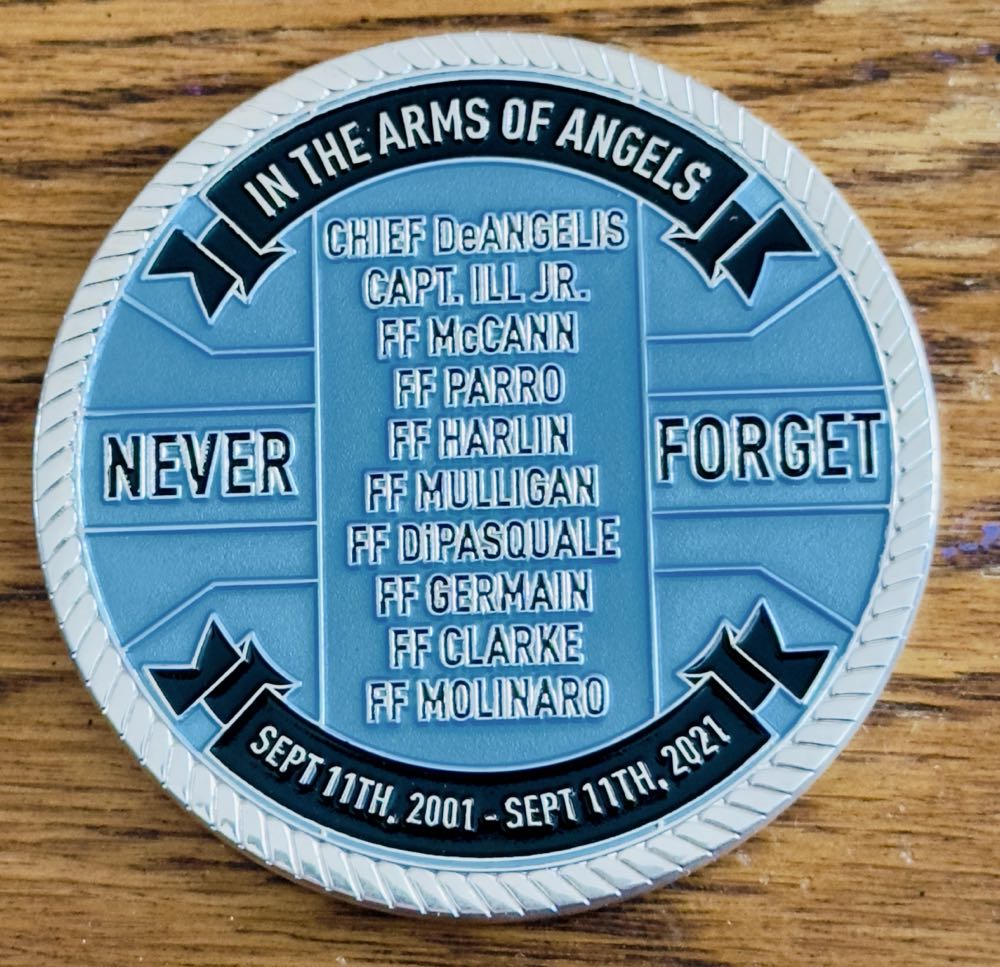 IN THE ARMS OF ANGELS
CHIEF DeANGELIS
CAPT. ILL JR.
FF McCANN
FF PARRO
FF HARLIN
NEVER FORGET
FF MULLIGAN
FF DiPASQUALE
FF GERMAIN
FF CLARKE
FF MOLINARO
SEPT 11TH, 2001 - SEPT 11TH, 2021